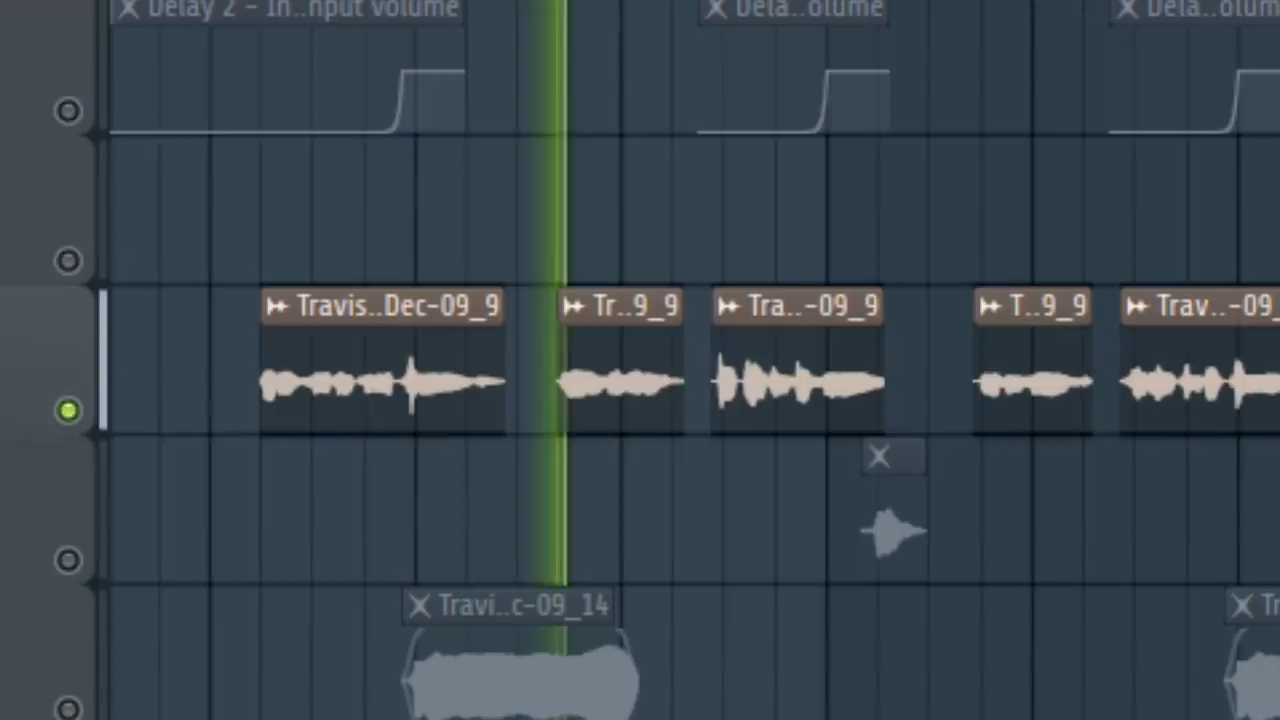 Delay 2 - In..nput volume
Dela..olume
Dela..olum
Travis..Dec-09_9
Tr..9_9
Tra..-09_9
T..9_9
Trav..-09_
Travi..c-09_14
Tr